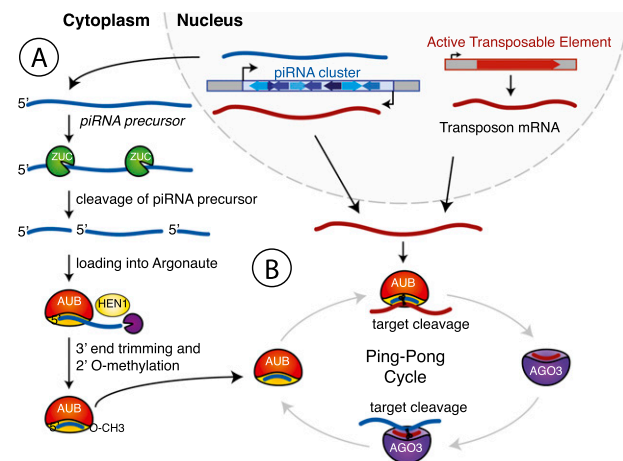 Cytoplasm
Nucleus
A
Active Transposable Element
piRNA cluster
5'
piRNA precursor
Transposon mRNA
ZUC
ZUC
5'
cleavage of piRNA precursor
5'
5'
5'
loading into Argonaute
B
AUB
HEN1
5'
AUB
target cleavage
3' end trimming and
2' O-methylation
Ping-Pong
Cycle
AUB
AGO3
AUB
5'
O-CH3
target cleavage
AGO3